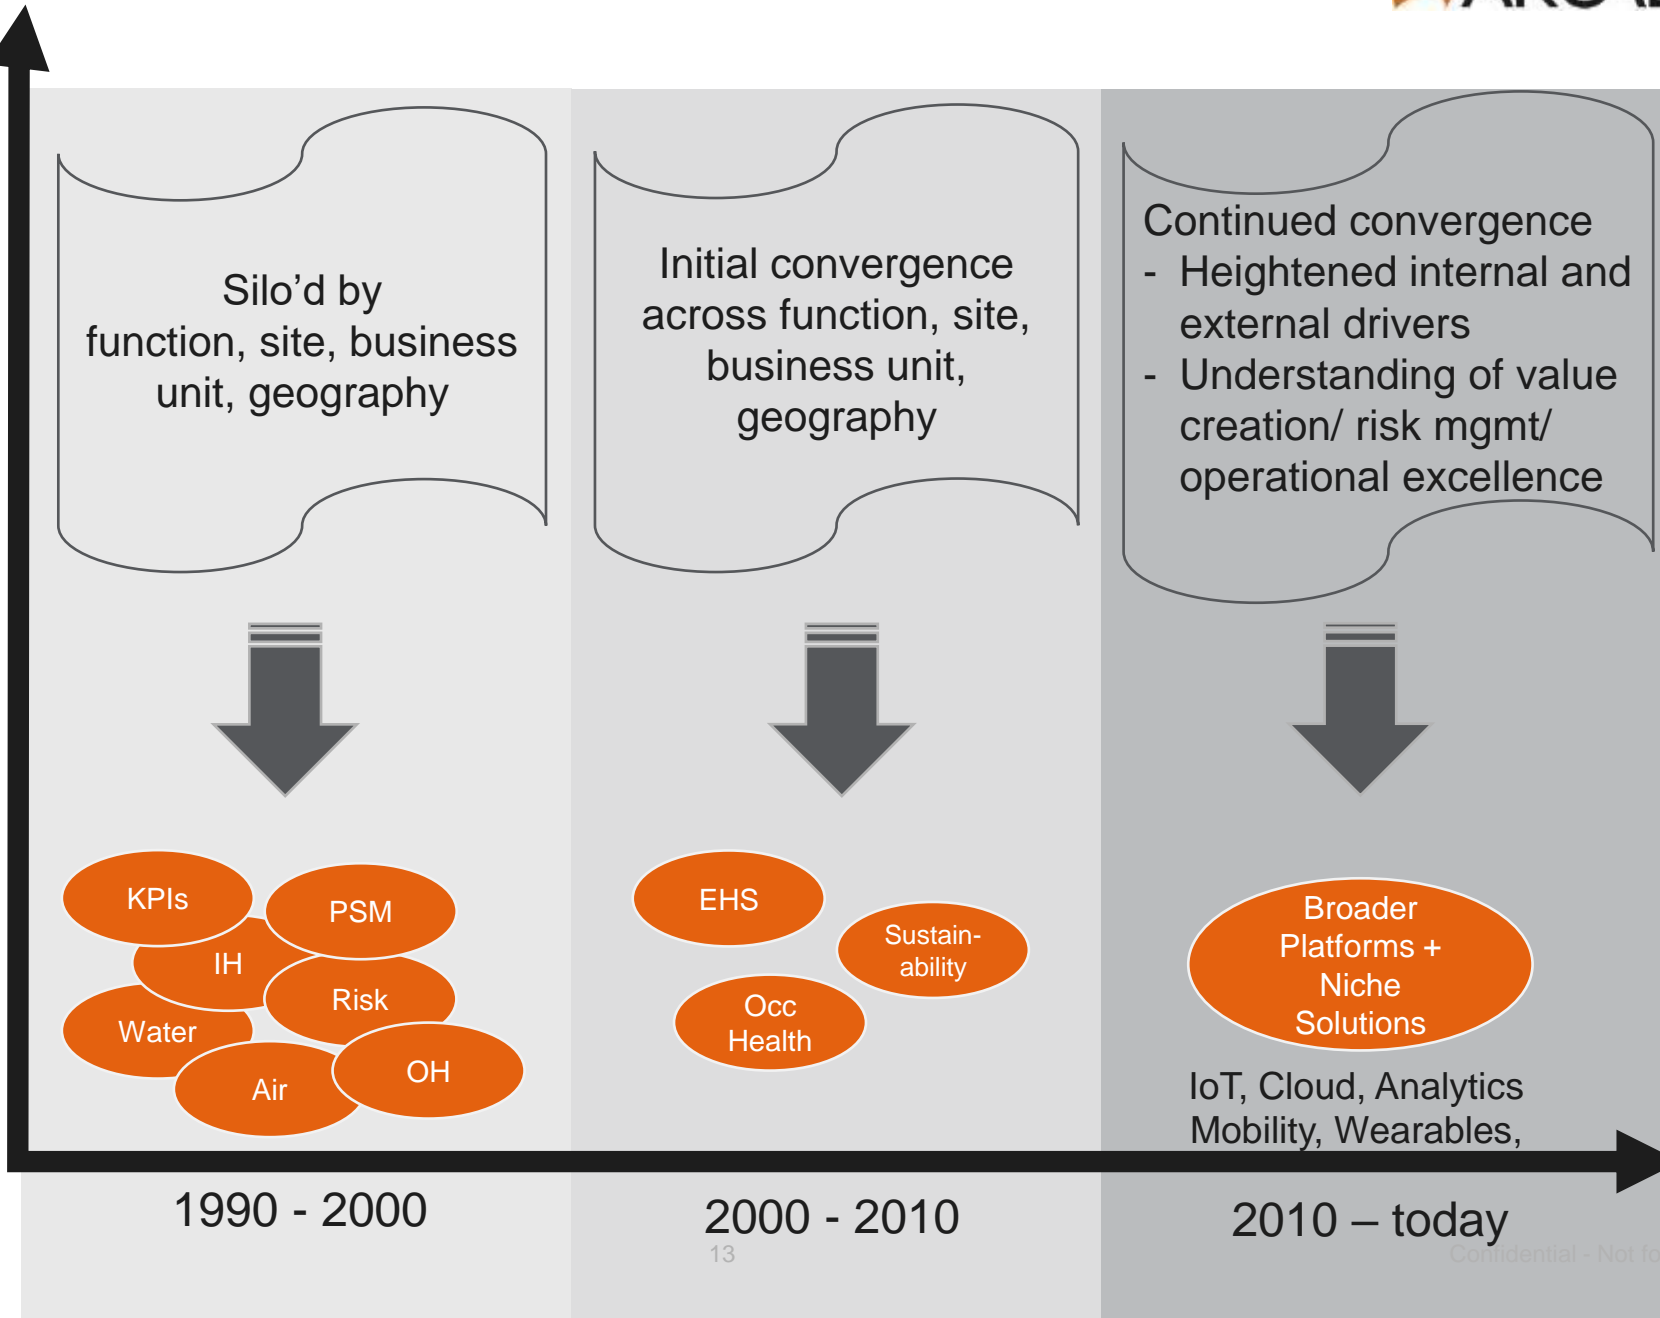 Silo’d by
function, site, business
unit, geography
Initial convergence
across function, site,
business unit,
geography
Continued convergence
- Heightened internal and
external drivers
- Understanding of value
creation/ risk mgmt/
operational excellence
KPIs
PSM
IH
Risk
Water
OH
Air
EHS
Sustain-
ability
Occ
Health
Broader
Platforms +
Niche
Solutions
IoT, Cloud, Analytics
Mobility, Wearables,
1990 - 2000
2000 - 2010
2010 – today
13
Confidential - Not